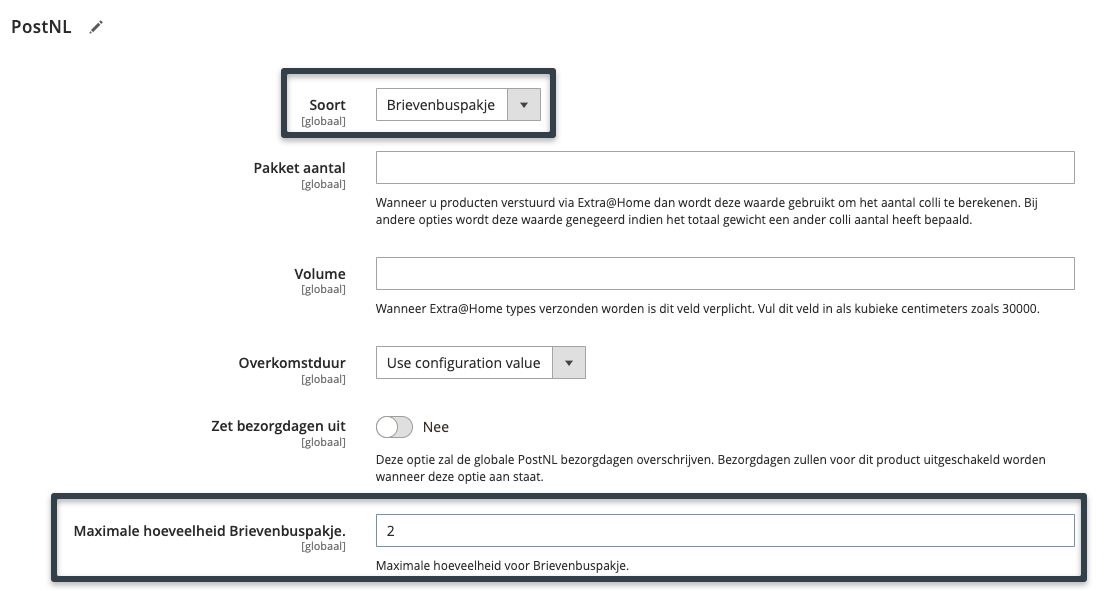 PostNL
Soort
[globaal]
Brievenbuspakje
Pakket aantal
[globaal]
Wanneer u producten verstuurd via Extra@Home dan wordt deze waarde gebruikt om het aantal colli te berekenen. Bij
andere opties wordt deze waarde genegeerd indien het totaal gewicht een ander colli aantal heeft bepaald.
Volume
[globaal]
Wanneer Extra@Home types verzonden worden is dit veld verplicht. Vul dit veld in als kubieke centimeters zoals 30000.
Overkomstduur
[globaal]
Use configuration value
Zet bezorgdagen uit
[globaal]
Nee
Deze optie zal de globale PostNL bezorgdagen overschrijven. Bezorgdagen zullen voor dit product uitgeschakeld worden
wanneer deze optie aan staat.
Maximale hoeveelheid Brievenbuspakje.
[globaal]
2
Maximale hoeveelheid voor Brievenbuspakje.